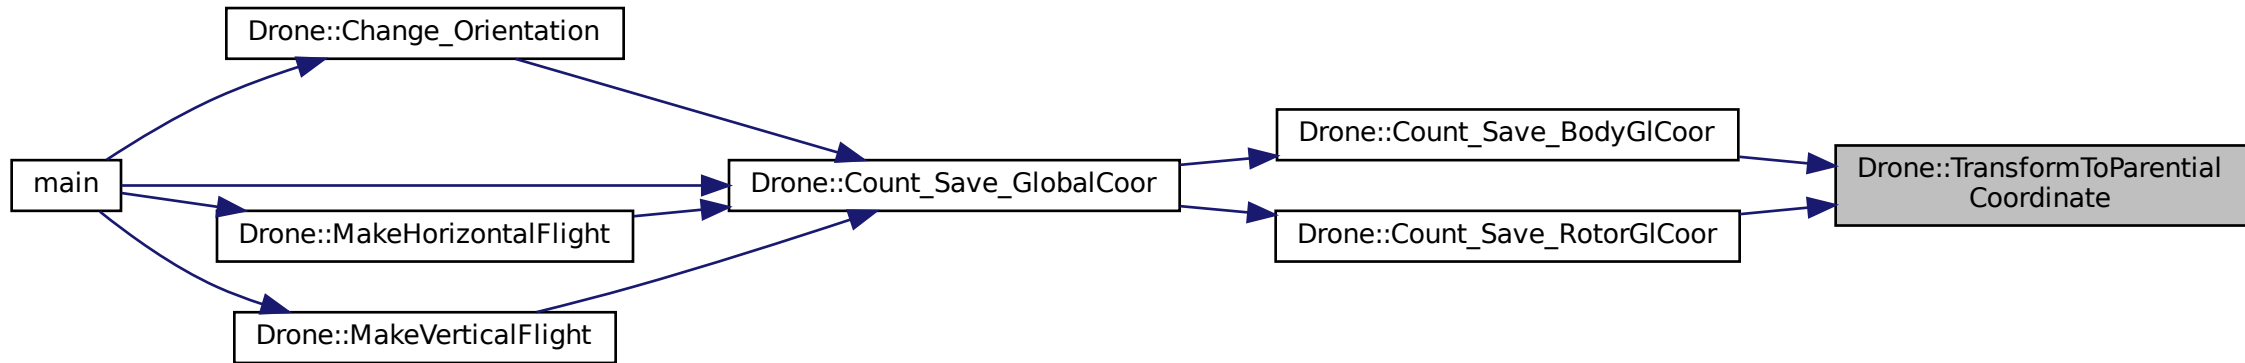 Drone::Change_Orientation
main
Drone::MakeHorizontalFlight
Drone::MakeVerticalFlight
Drone::Count_Save_GlobalCoor
Drone::Count_Save_BodyGlCoor
Drone::Count_Save_RotorGlCoor
Drone::TransformToParential
Coordinate